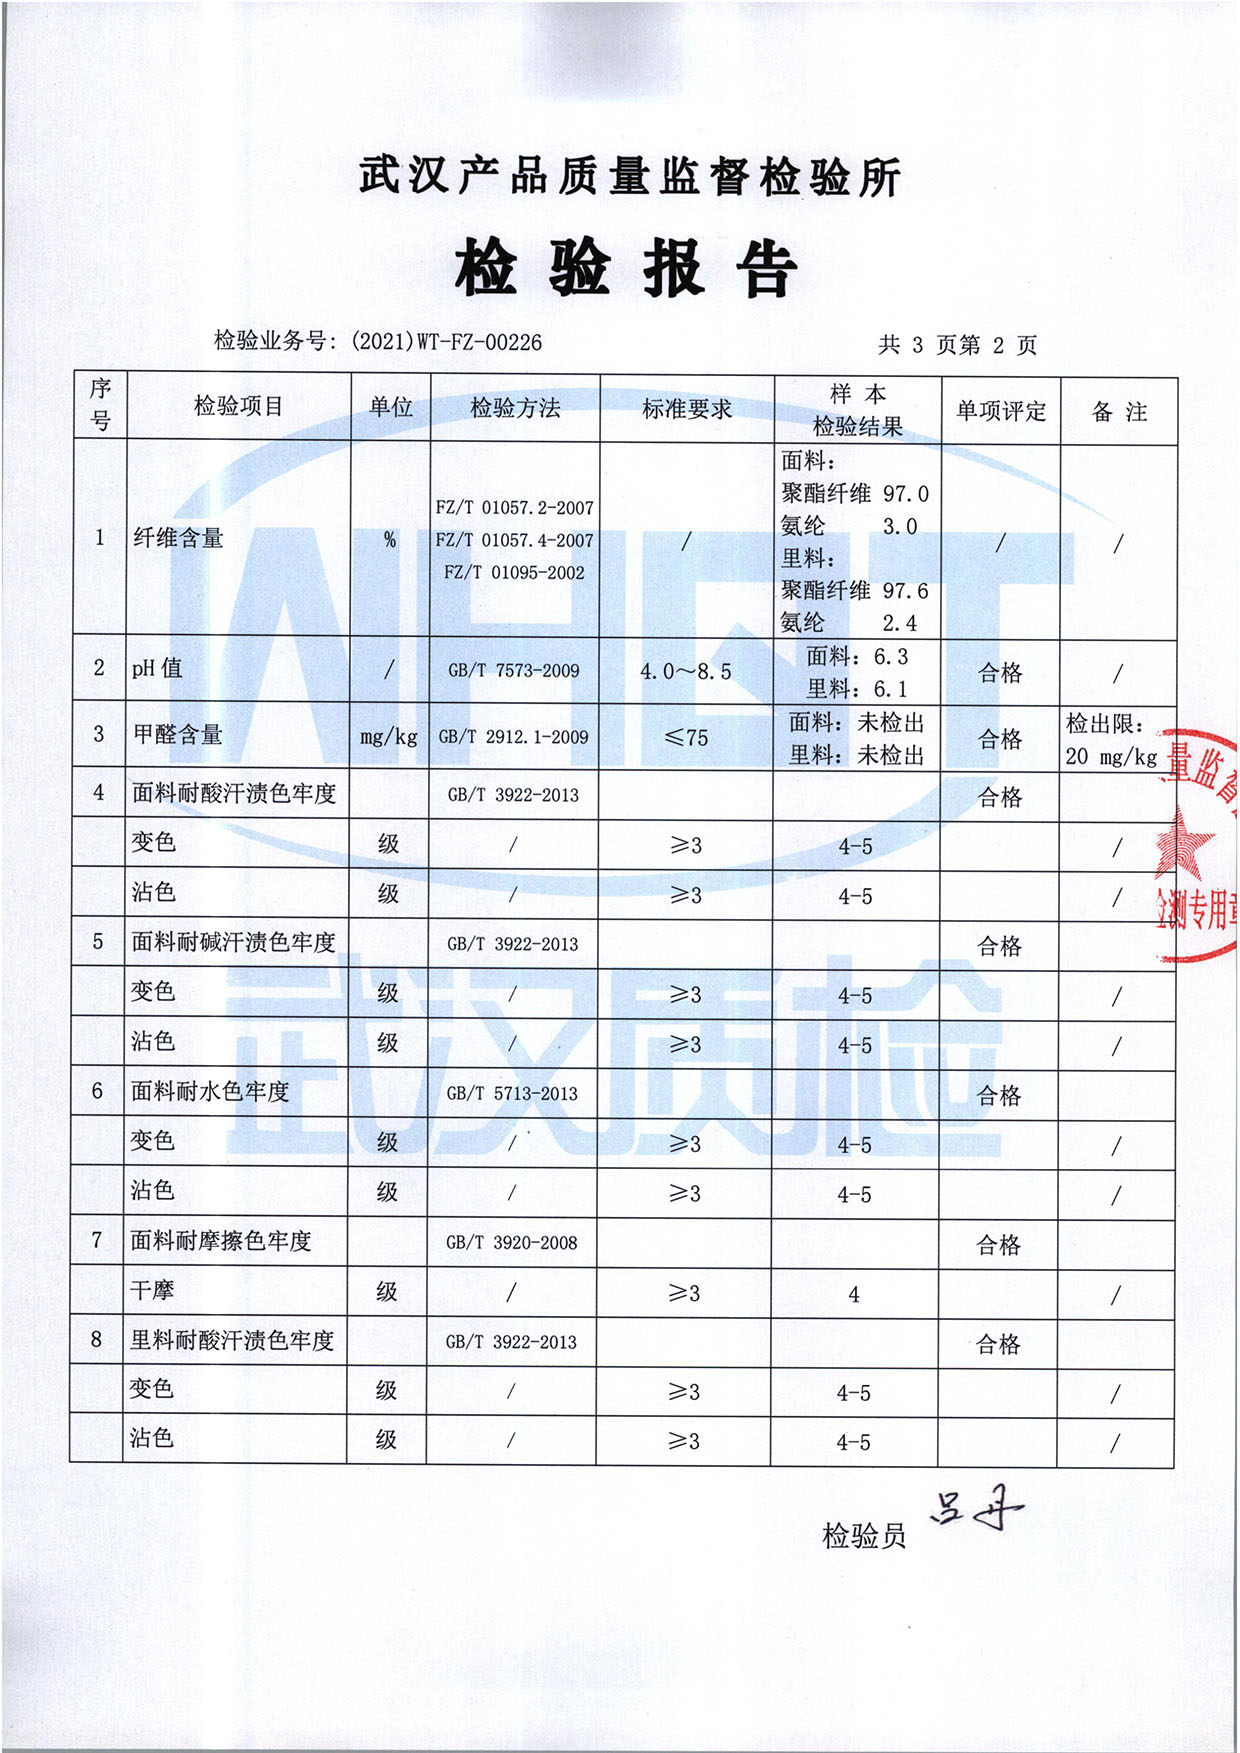 武汉产品质量监督检验所
检验报告
检验业务号: (2021)WT-FZ-00226 共 3 页第 2 页
序号 检验项目 单位 检验方法 标准要求 样本检验结果 单项评定 备注
1 纤维含量 % FZ/T 01057.2-2007 FZ/T 01057.4-2007 FZ/T 01095-2002 / 面料: 聚酯纤维 97.0 氨纶 3.0 里料: 聚酯纤维 97.6 氨纶 2.4 / /
2 pH值 / GB/T 7573-2009 4.0~8.5 面料: 6.3 里料: 6.1 合格 /
3 甲醛含量 mg/kg GB/T 2912.1-2009 ≤75 面料: 未检出 里料: 未检出 合格 检出限: 20 mg/kg
4 面料耐酸汗渍色牢度 GB/T 3922-2013 合格
变色 级 / ≥3 4-5 /
沾色 级 / ≥3 4-5 /
5 面料耐碱汗渍色牢度 GB/T 3922-2013 合格
变色 级 / ≥3 4-5 /
沾色 级 / ≥3 4-5 /
6 面料耐水色牢度 GB/T 5713-2013 合格
变色 级 / ≥3 4-5 /
沾色 级 / ≥3 4-5 /
7 面料耐摩擦色牢度 GB/T 3920-2008 合格
干摩 级 / ≥3 4 /
8 里料耐酸汗渍色牢度 GB/T 3922-2013 合格
变色 级 / ≥3 4-5 /
沾色 级 / ≥3 4-5 /
检验员 吕丹
WHQT
武汉质检
量监督
检测专用章